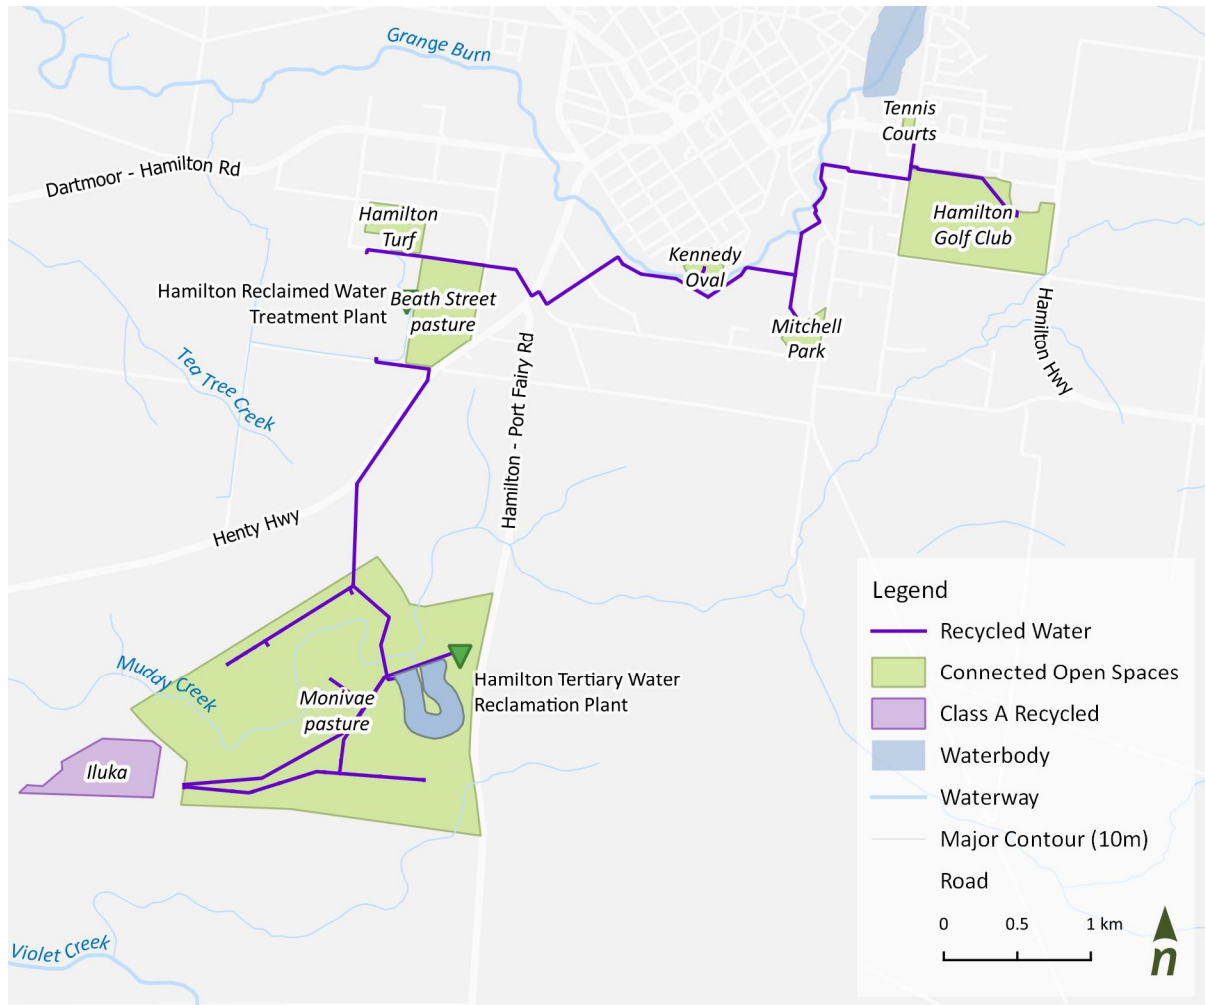 Grange Burn
Tennis
Courts
Dartmoor - Hamilton Rd
Hamilton
Turf
Hamilton
Golf Club
Kennedy
Oval
Hamilton Reclaimed Water
Treatment Plant
Beath Street
pasture
Mitchell
Park
Hamilton Hwy
Tea Tree Creek
Hamilton - Port Fairy Rd
Henty Hwy
Muddy Creek
Hamilton Tertiary Water
Reclamation Plant
Monivae
pasture
Iluka
Violet Creek
Legend
Recycled Water
Connected Open Spaces
Class A Recycled
Waterbody
Waterway
Major Contour (10m)
Road
0 0.5 1 km
n